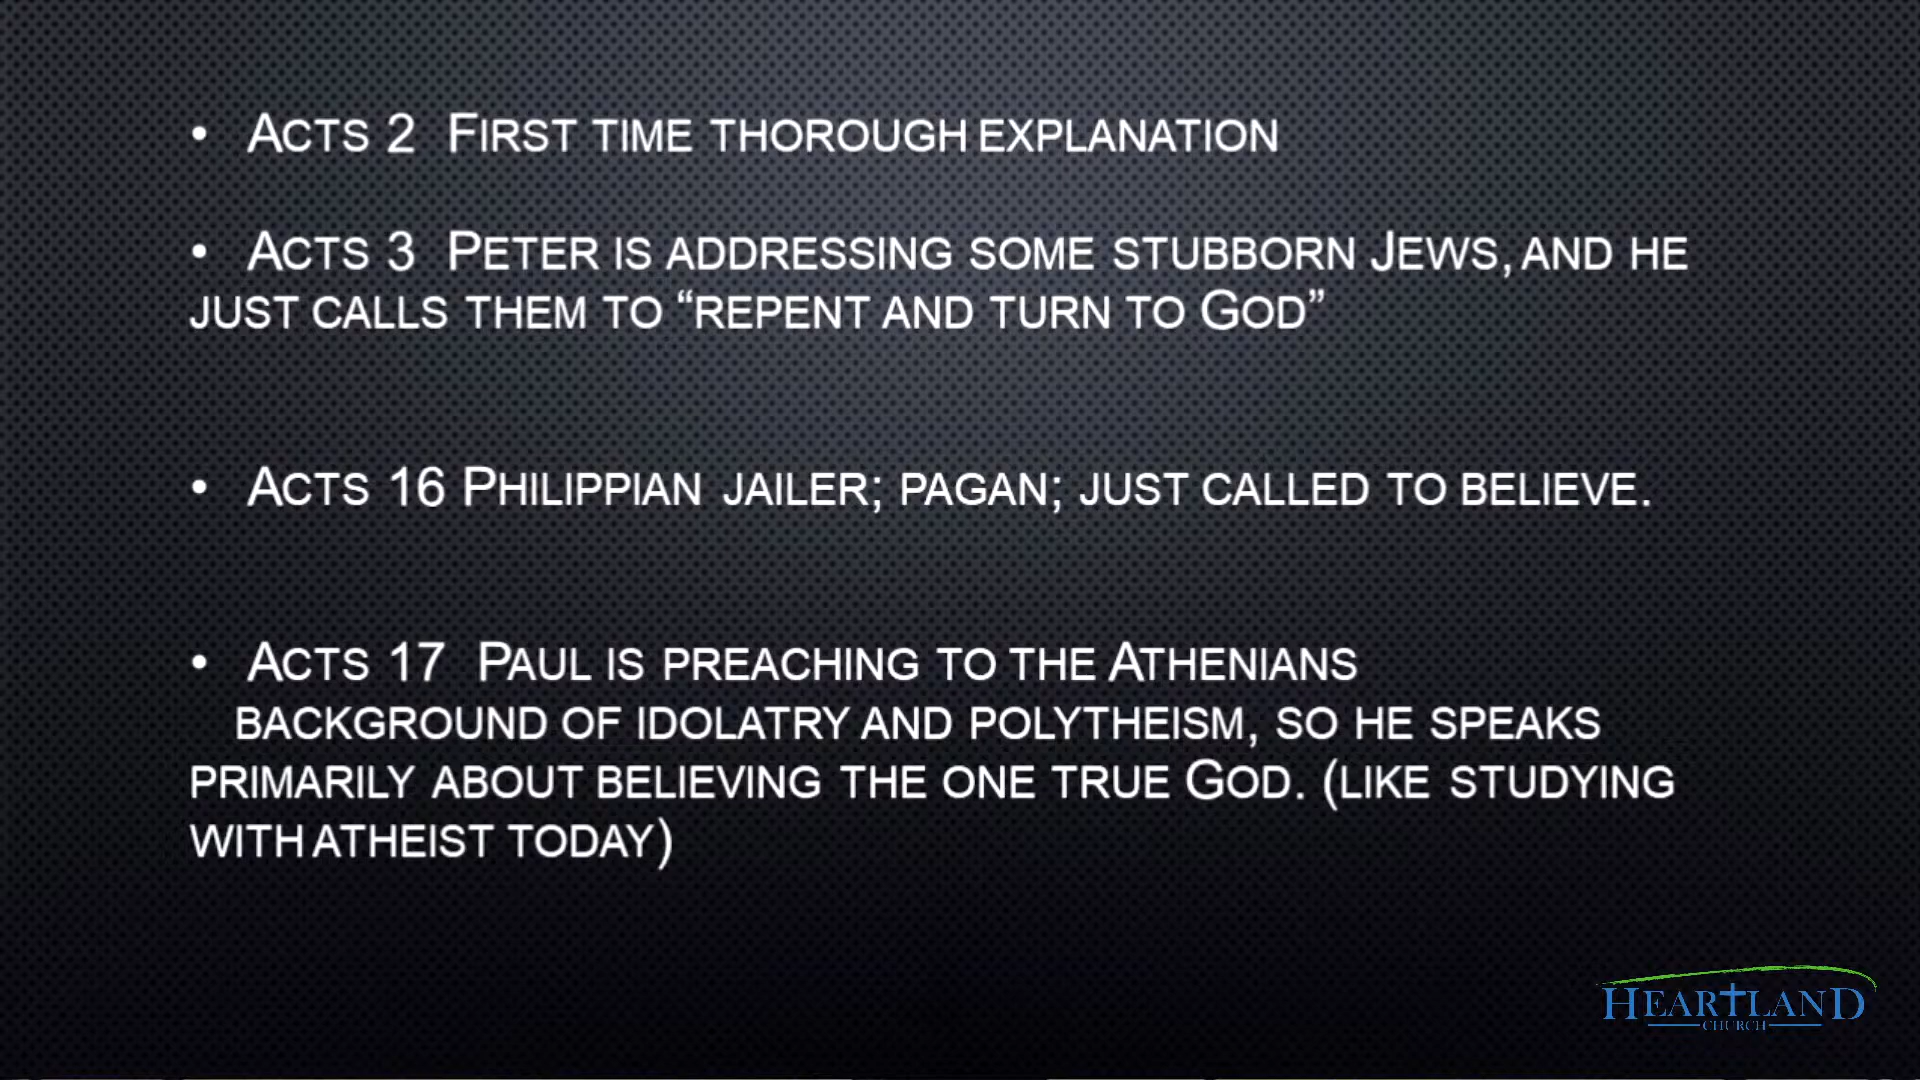 • Acts 2 First time thorough explanation
• Acts 3 Peter is addressing some stubborn Jews, and he
just calls them to “repent and turn to God”
• Acts 16 Philippian jailer; pagan; just called to believe.
• Acts 17 Paul is preaching to the Athenians
background of idolatry and polytheism, so he speaks
primarily about believing the one true God. (like studying
with atheist today)
HEARTLAND
CHURCH